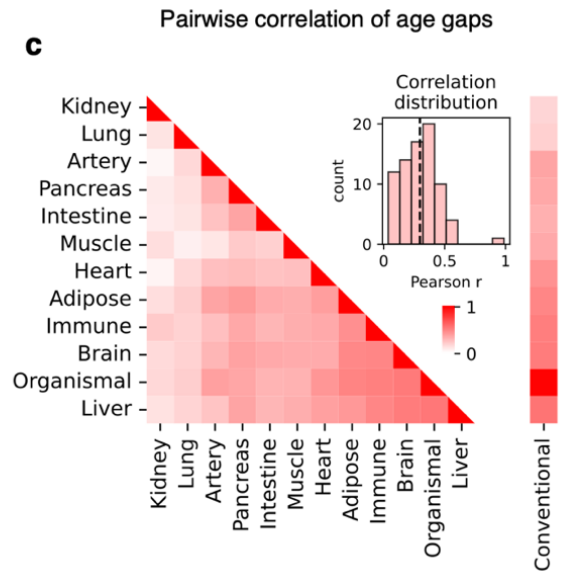 Pairwise correlation of age gaps
c
Kidney
Lung
Artery
Pancreas
Intestine
Muscle
Heart
Adipose
Immune
Brain
Organismal
Liver
Correlation
distribution
20
10
0
count
0
0.5
1
Pearson r
1
0
Kidney
Lung
Artery
Pancreas
Intestine
Muscle
Heart
Adipose
Immune
Brain
Organismal
Liver
Conventional